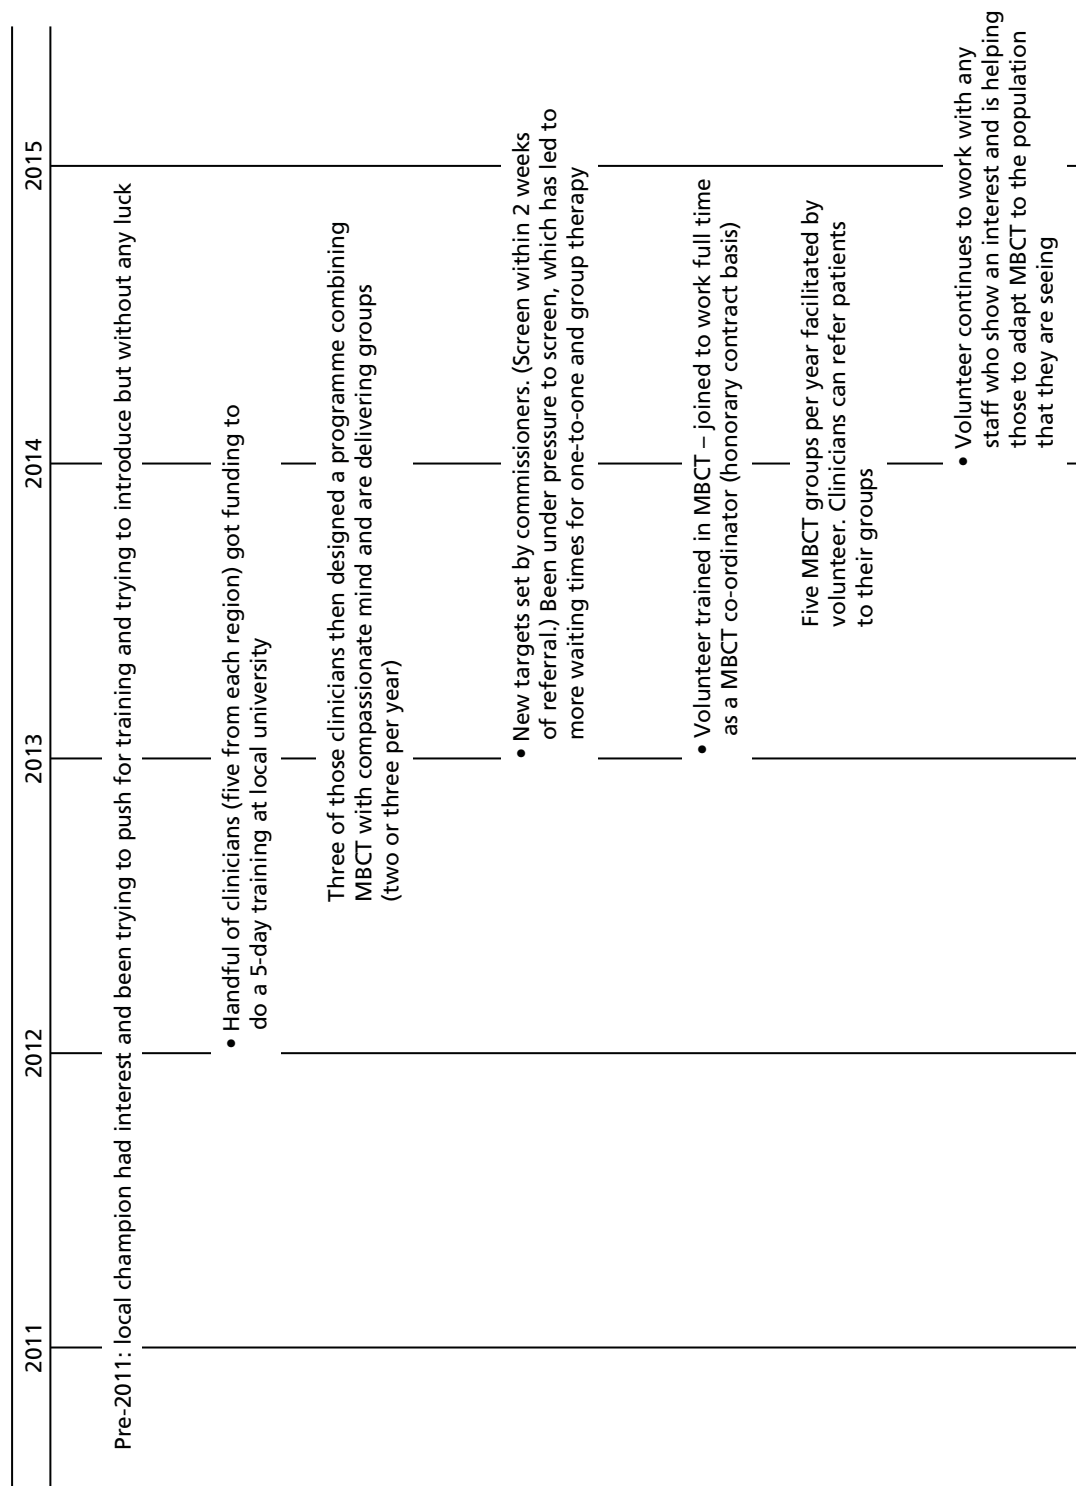 2011 2012 2013 2014 2015
Pre-2011: local champion had interest and been trying to push for training and trying to introduce but without any luck
• Handful of clinicians (five from each region) got funding to
do a 5-day training at local university
Three of those clinicians then designed a programme combining
MBCT with compassionate mind and are delivering groups
(two or three per year)
• New targets set by commissioners. (Screen within 2 weeks
of referral.) Been under pressure to screen, which has led to
more waiting times for one-to-one and group therapy
• Volunteer trained in MBCT – joined to work full time
as a MBCT co-ordinator (honorary contract basis)
Five MBCT groups per year facilitated by
volunteer. Clinicians can refer patients
to their groups
• Volunteer continues to work with any
staff who show an interest and is helping
those to adapt MBCT to the population
that they are seeing